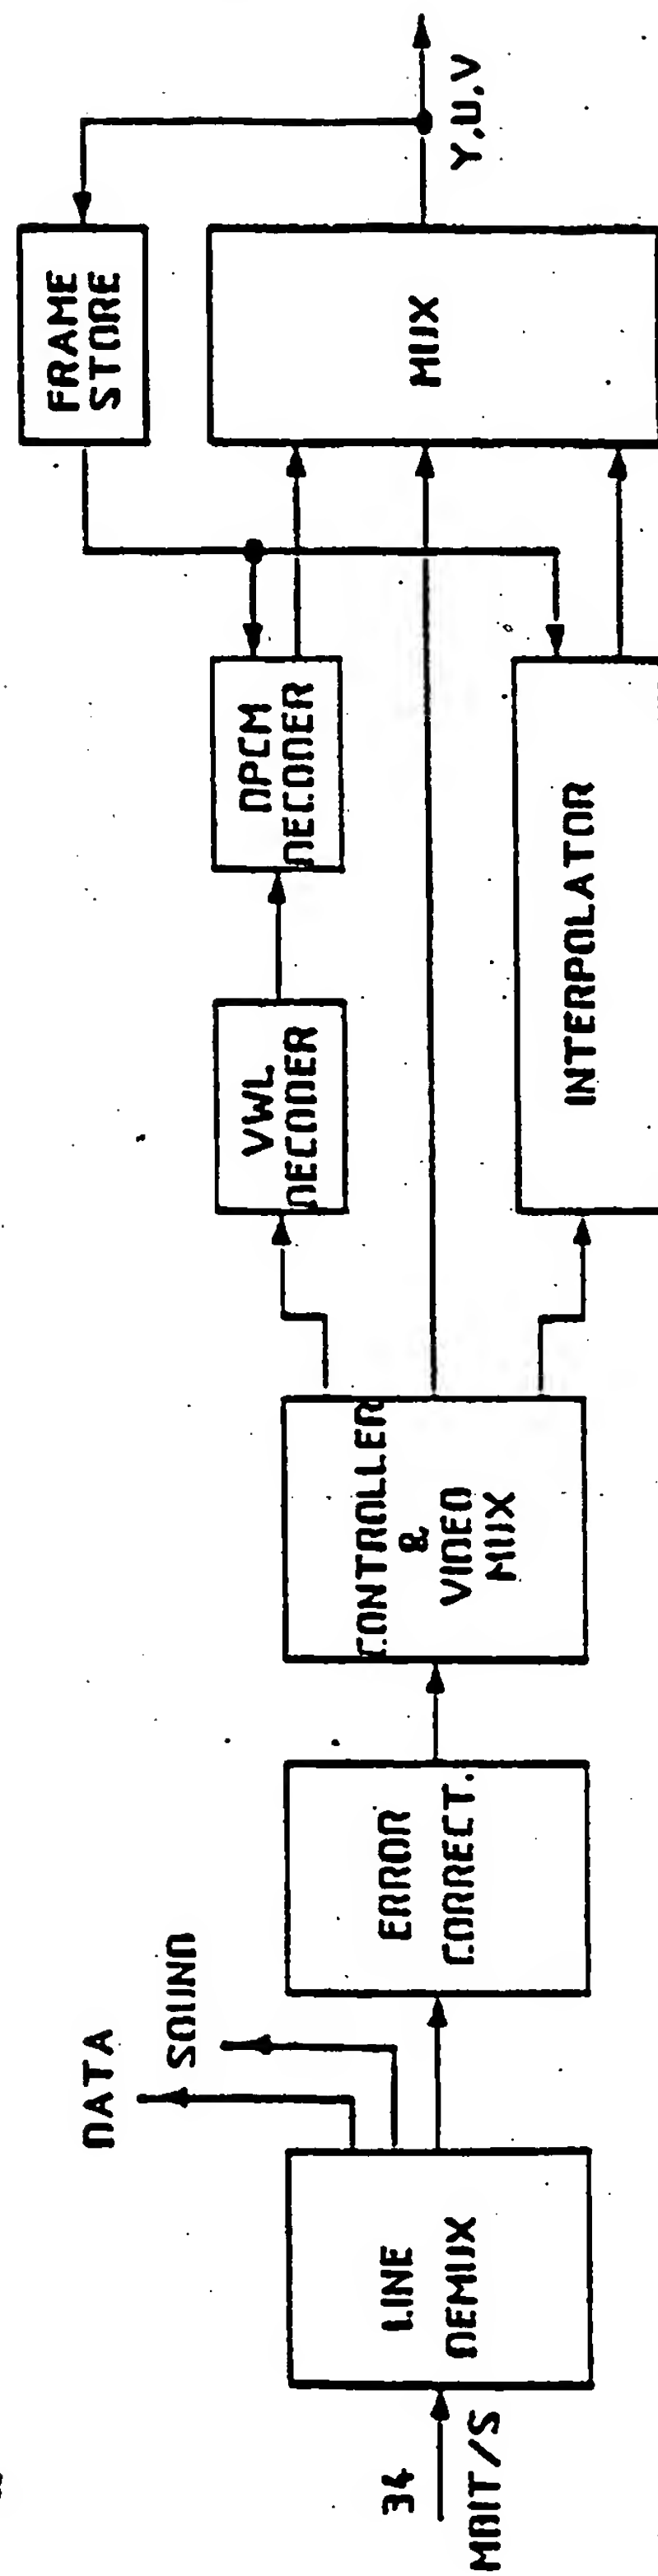 34
MBIT/S
LINE
DEMUX
DATA
SOUND
ERROR
CORRECT.
CONTROLLER
&
VIDEO
MUX
VWL
DECODER
DPCM
DECODER
INTERPOLATOR
FRAME
STORE
MUX
Y,U,V